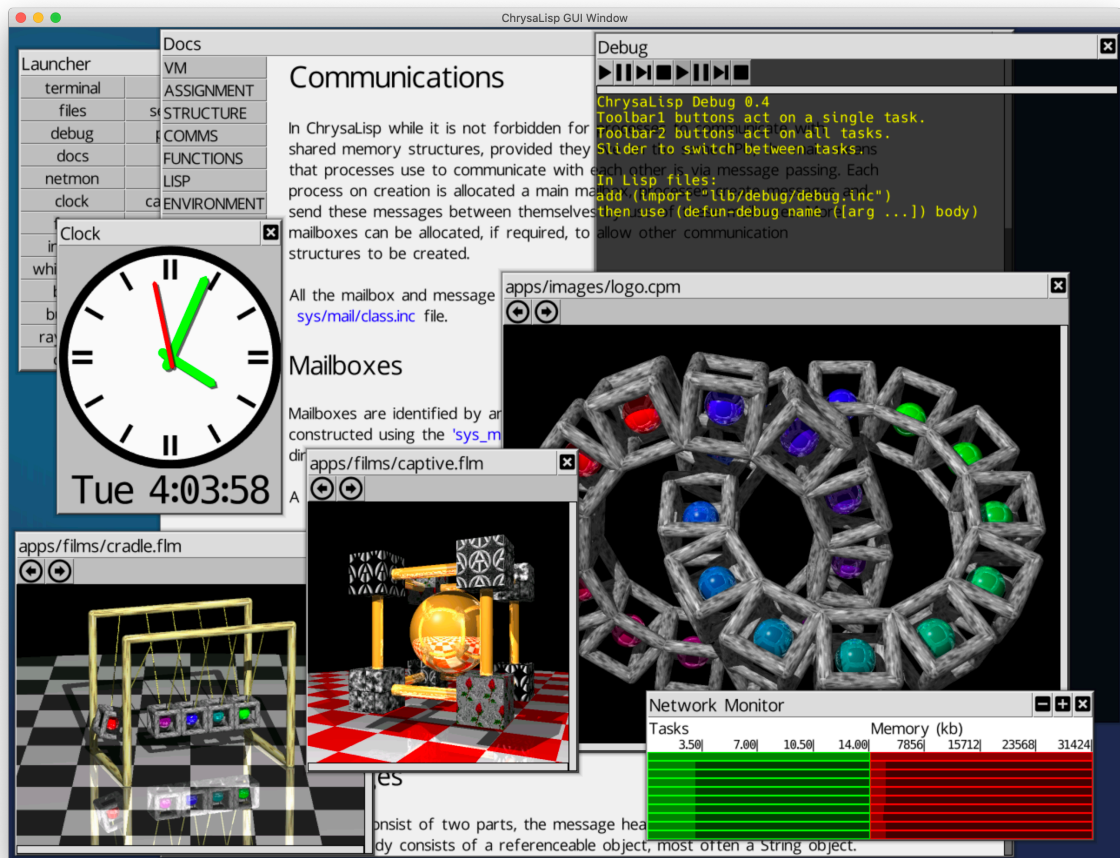 ChrysaLisp GUI Window
Launcher
terminal
files
debug
docs
netmon
clock
Docs
VM
ASSIGNMENT
STRUCTURE
COMMS
FUNCTIONS
LISP
ENVIRONMENT
Communications
In ChrysaLisp while it is not forbidden for
shared memory structures, provided they
that processes use to communicate with each other is via message passing. Each
process on creation is allocated a main
send these messages between themselves
mailboxes can be allocated, if required, to allow other communication
structures to be created.
All the mailbox and message
sys/mail/class.inc file.
Mailboxes
Mailboxes are identified by
constructed using the 'sys_m
A
onsist of two parts, the message hea
dy consists of a referenceable object, most often a String object.
Debug
ChrysaLisp Debug 0.4
Toolbar1 buttons act on a single task.
Toolbar2 buttons act on all tasks.
Slider to switch between tasks.
In Lisp files:
add (import "lib/debug/debug.inc")
then use (defun-debug name ([arg ...]) body)
Clock
Tue 4:03:58
apps/images/logo.cpm
apps/films/captive.flm
apps/films/cradle.flm
Network Monitor
Tasks Memory (kb)
3.50| 7.00| 10.50| 14.00| 7856| 15712| 23568| 31424|